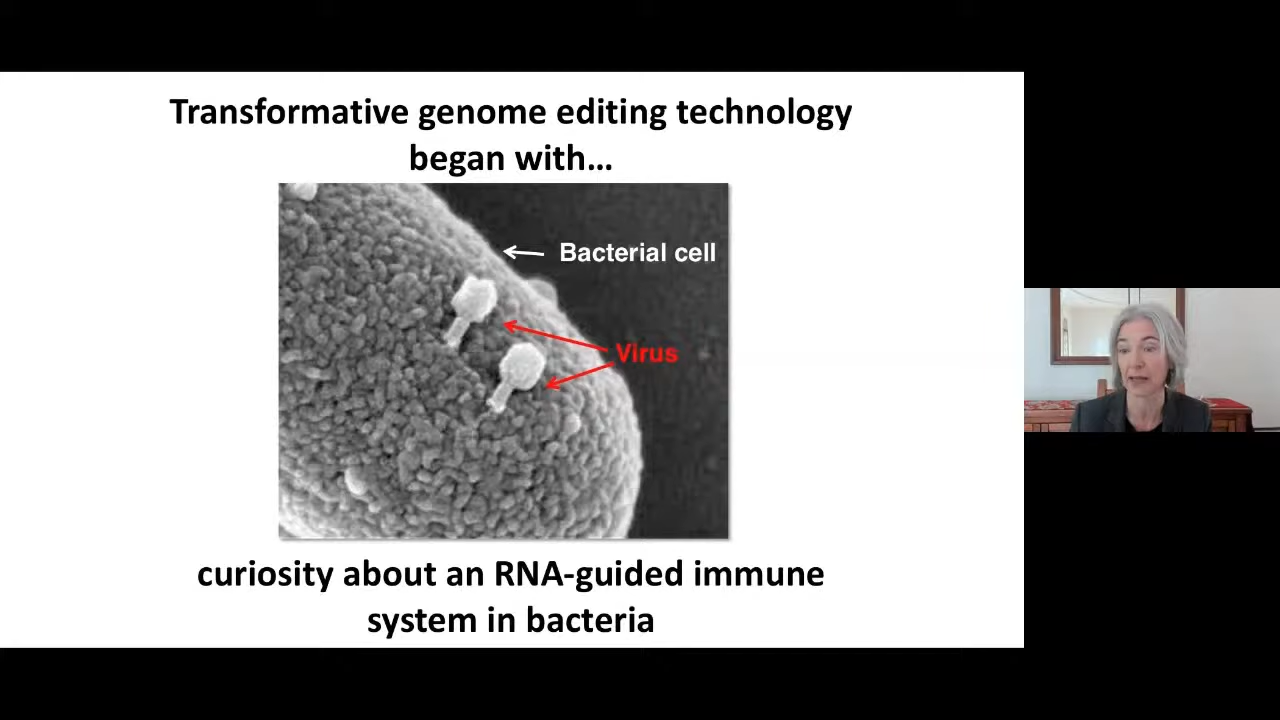 Transformative genome editing technology
began with…
Bacterial cell
Virus
curiosity about an RNA-guided immune
system in bacteria